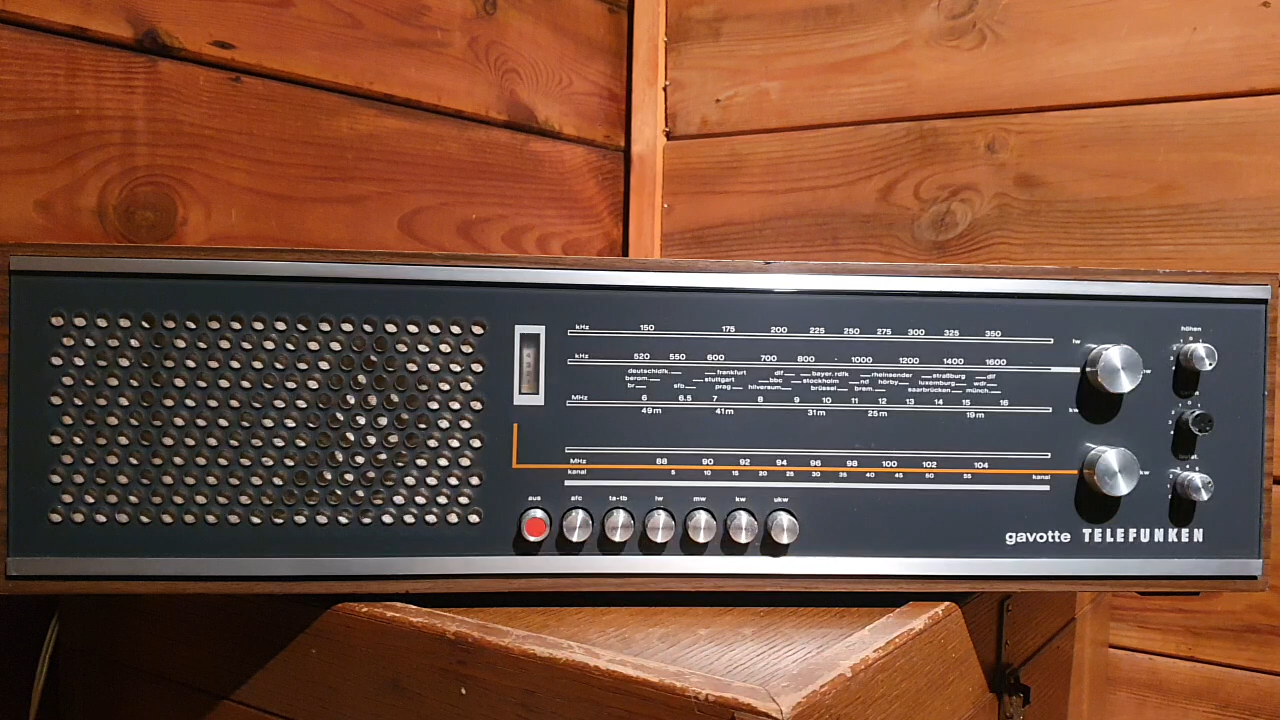 kHz 150 175 200 225 250 275 300 325 350 lw
kHz 520 550 600 700 800 1000 1200 1400 1600
deutschldfk. frankfurt dlf bayer.rdfk rheinsender straßburg dlf
berom. stuttgart bbc stockholm nd hörby luxemburg wdr
br sfb prag hilversum brüssel brem. saarbrücken münch.
MHz 6 6.5 7 8 9 10 11 12 13 14 15 16 kw
49m 41m 31m 25m 19m
MHz 88 90 92 94 96 98 100 102 104
kanal 5 10 15 20 25 30 35 40 45 50 55 kanal
aus afc ta-tb lw mw kw ukw
höhen
gavotte TELEFUNKEN